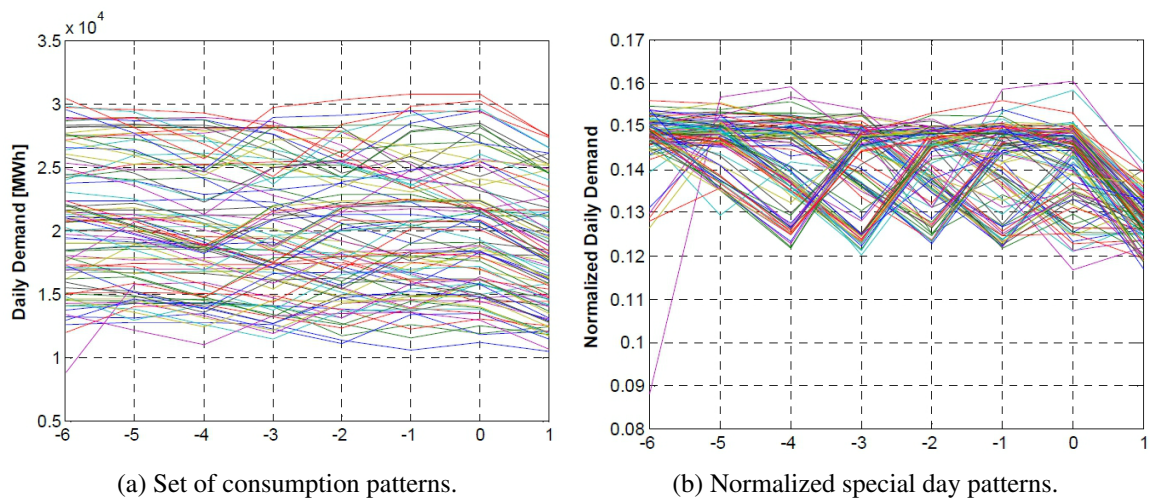 x 10^4
3.5
3
2.5
2
1.5
1
0.5
Daily Demand [MWh]
-6 -5 -4 -3 -2 -1 0 1
(a) Set of consumption patterns.
0.17
0.16
0.15
0.14
0.13
0.12
0.11
0.1
0.09
0.08
Normalized Daily Demand
-6 -5 -4 -3 -2 -1 0 1
(b) Normalized special day patterns.